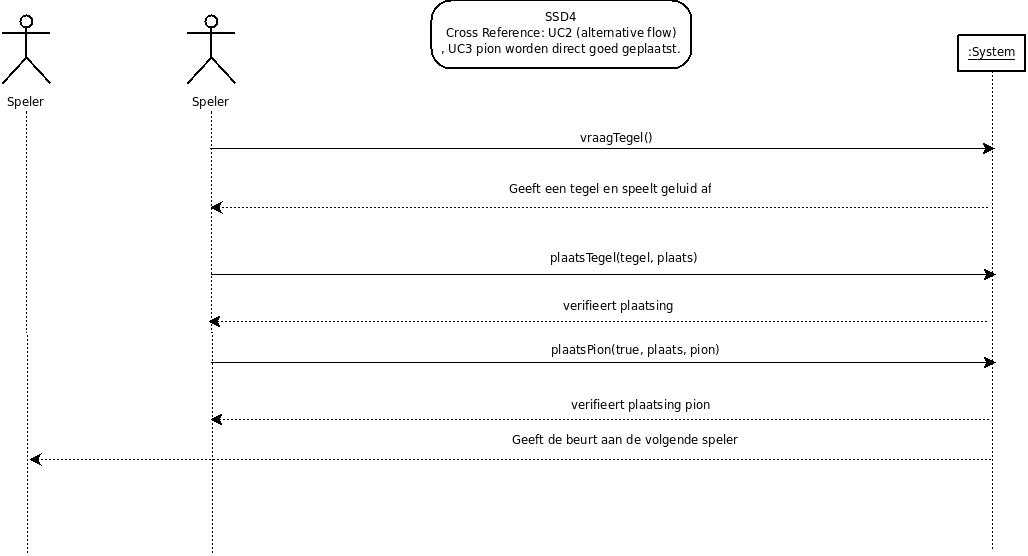 SSD4
Cross Reference: UC2 (alternative flow)
, UC3 pion worden direct goed geplaatst.
:System
Speler
Speler
vraagTegel()
Geeft een tegel en speelt geluid af
plaatsTegel(tegel, plaats)
verifieert plaatsing
plaatsPion(true, plaats, pion)
verifieert plaatsing pion
Geeft de beurt aan de volgende speler